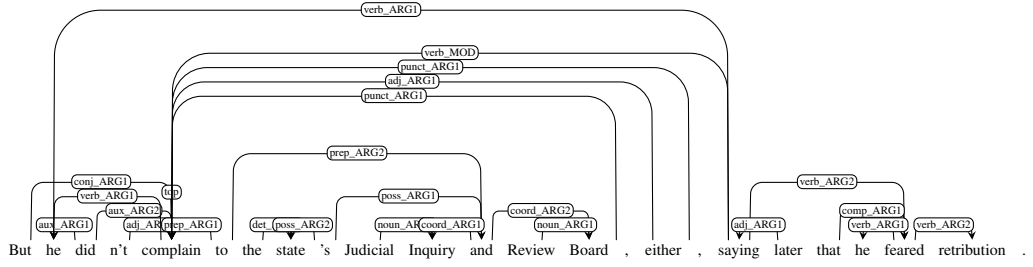 verb_ARG1
verb_MOD
punct_ARG1
adj_ARG1
punct_ARG1
prep_ARG2
conj_ARG1 top verb_ARG2
verb_ARG1 poss_ARG1 comp_ARG1
aux_ARG2 coord_ARG2
aux_ARG1 prep_ARG1 poss_ARG2 coord_ARG1 noun_ARG1 adj_ARG1 verb_ARG1 verb_ARG2
But he did n't complain to the state 's Judicial Inquiry and Review Board , either , saying later that he feared retribution .